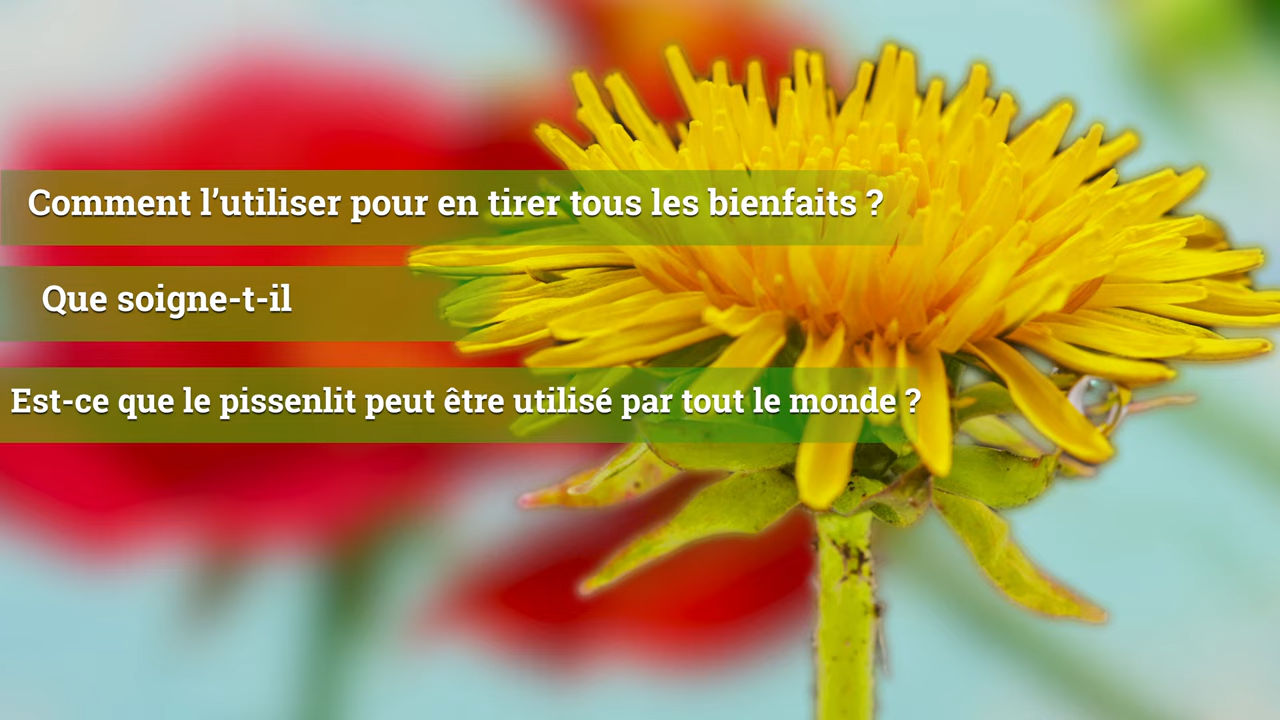 Comment l’utiliser pour en tirer tous les bienfaits ?
Que soigne-t-il
Est-ce que le pissenlit peut être utilisé par tout le monde ?